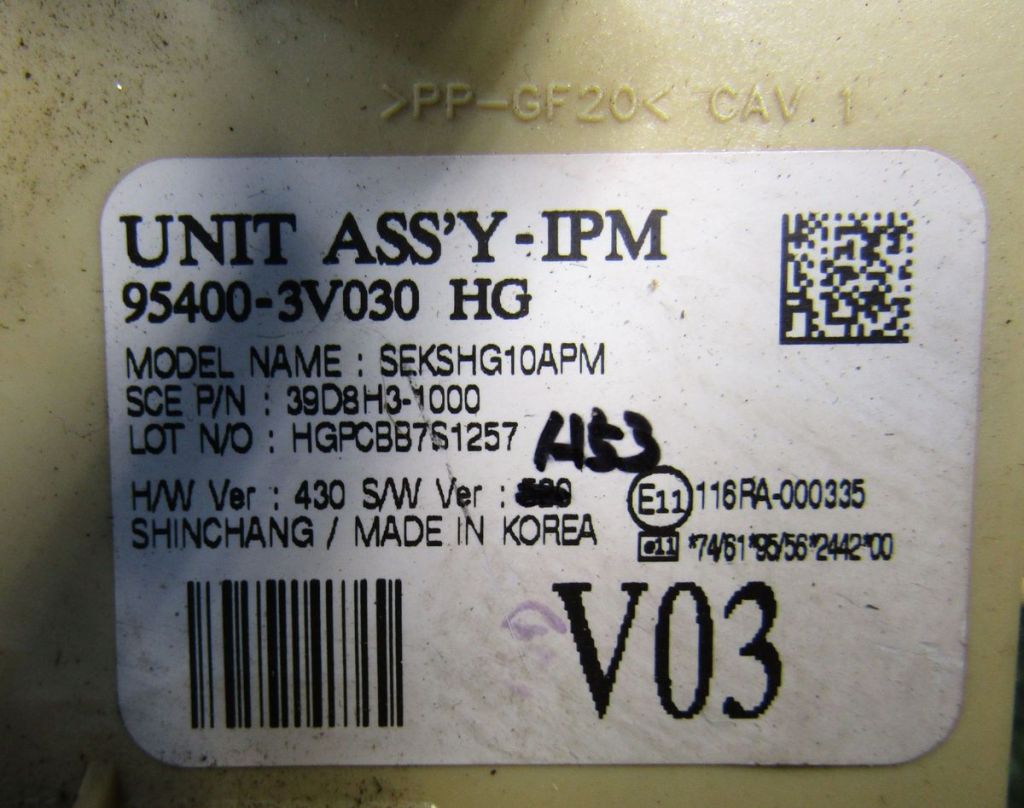 >PP-GF20< CAV 1
UNIT ASS'Y-IPM
95400-3V030 HG
MODEL NAME : SEKSHG10APM
SCE P/N : 39D8H3-1000
LOT N/O : HGPCBB7S1257
H/W Ver : 430 S/W Ver :
E11 116RA-000335
SHINCHANG / MADE IN KOREA
e11 *74/61*95/56*2442*00
V03